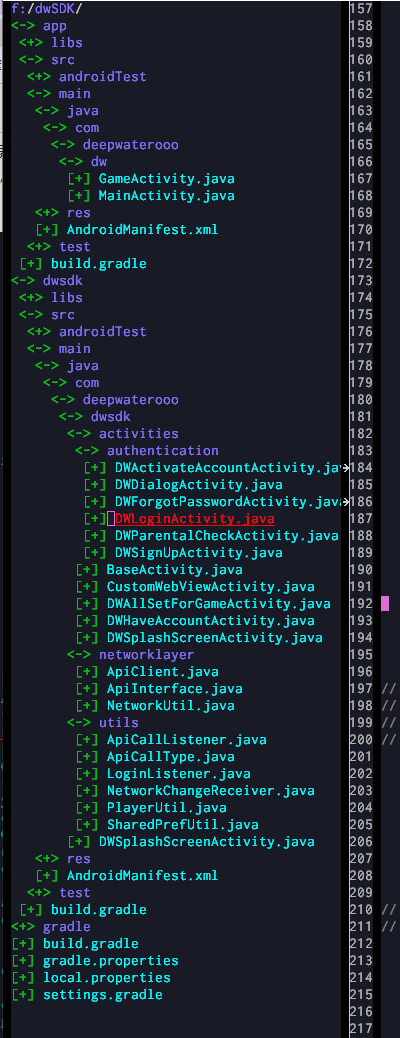 f:/dwSDK/ 157
<-> app 158
<+> libs 159
<-> src 160
<+> androidTest 161
<-> main 162
<-> java 163
<-> com 164
<-> deepwaterooo 165
<-> dw 166
[+] GameActivity.java 167
[+] MainActivity.java 168
<+> res 169
[+] AndroidManifest.xml 170
<+> test 171
[+] build.gradle 172
<-> dwsdk 173
<+> libs 174
<-> src 175
<+> androidTest 176
<-> main 177
<-> java 178
<-> com 179
<-> deepwaterooo 180
<-> dwsdk 181
<-> activities 182
<-> authentication 183
[+] DWActivateAccountActivity.jav 184
[+] DWDialogActivity.java 185
[+] DWForgotPasswordActivity.java 186
[+] DWLoginActivity.java 187
[+] DWParentalCheckActivity.java 188
[+] DWSignUpActivity.java 189
[+] BaseActivity.java 190
[+] CustomWebViewActivity.java 191
[+] DWAllSetForGameActivity.java 192
[+] DWHaveAccountActivity.java 193
[+] DWSplashScreenActivity.java 194
<-> networklayer 195
[+] ApiClient.java 196
[+] ApiInterface.java 197 //
[+] NetworkUtil.java 198 //
<-> utils 199 //
[+] ApiCallListener.java 200 //
[+] ApiCallType.java 201
[+] LoginListener.java 202
[+] NetworkChangeReceiver.java 203
[+] PlayerUtil.java 204
[+] SharedPrefUtil.java 205
[+] DWSplashScreenActivity.java 206
<+> res 207
[+] AndroidManifest.xml 208
<+> test 209
[+] build.gradle 210 //
<+> gradle 211 //
[+] build.gradle 212
[+] gradle.properties 213
[+] local.properties 214
[+] settings.gradle 215
216
217